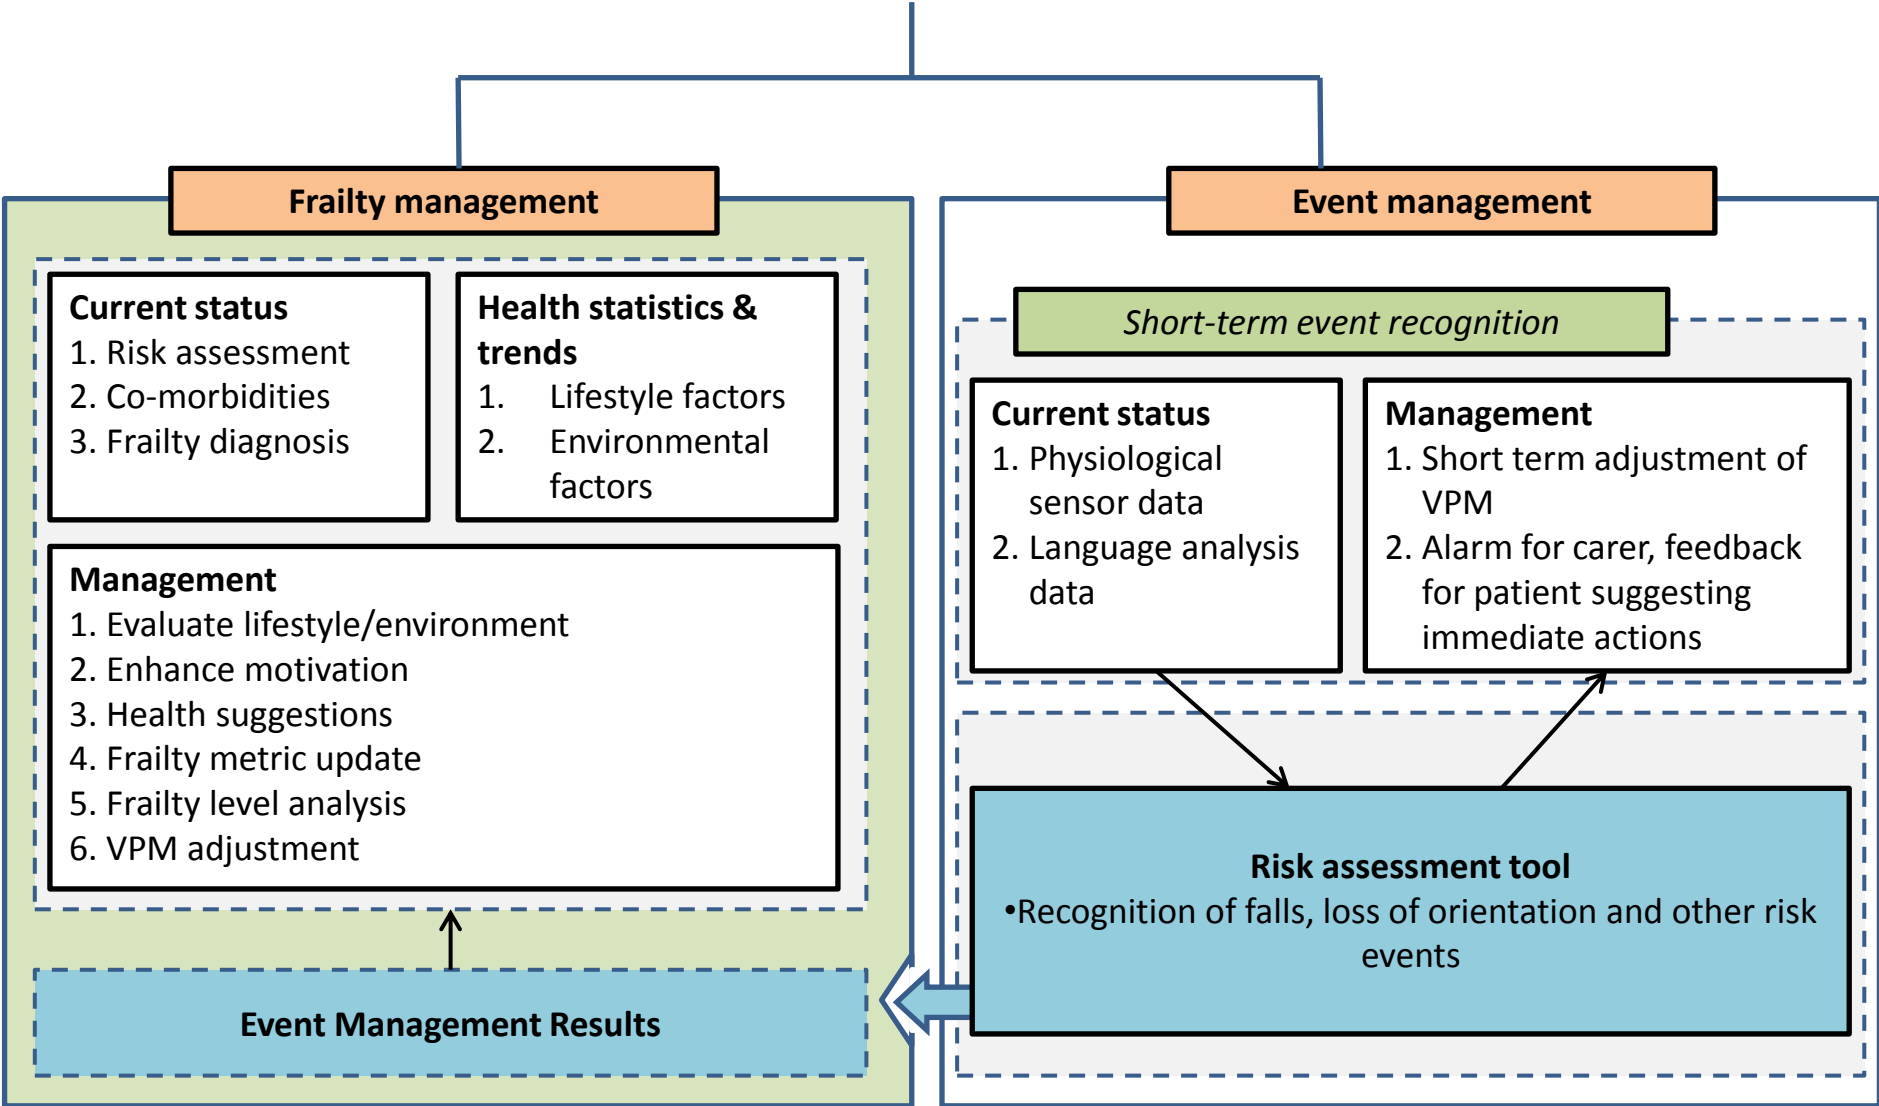 Frailty management
Current status
1. Risk assessment
2. Co-morbidities
3. Frailty diagnosis
Health statistics &
trends
1. Lifestyle factors
2. Environmental
factors
Management
1. Evaluate lifestyle/environment
2. Enhance motivation
3. Health suggestions
4. Frailty metric update
5. Frailty level analysis
6. VPM adjustment
Event Management Results
Event management
Short-term event recognition
Current status
1. Physiological
sensor data
2. Language analysis
data
Management
1. Short term adjustment of
VPM
2. Alarm for carer, feedback
for patient suggesting
immediate actions
Risk assessment tool
•Recognition of falls, loss of orientation and other risk
events